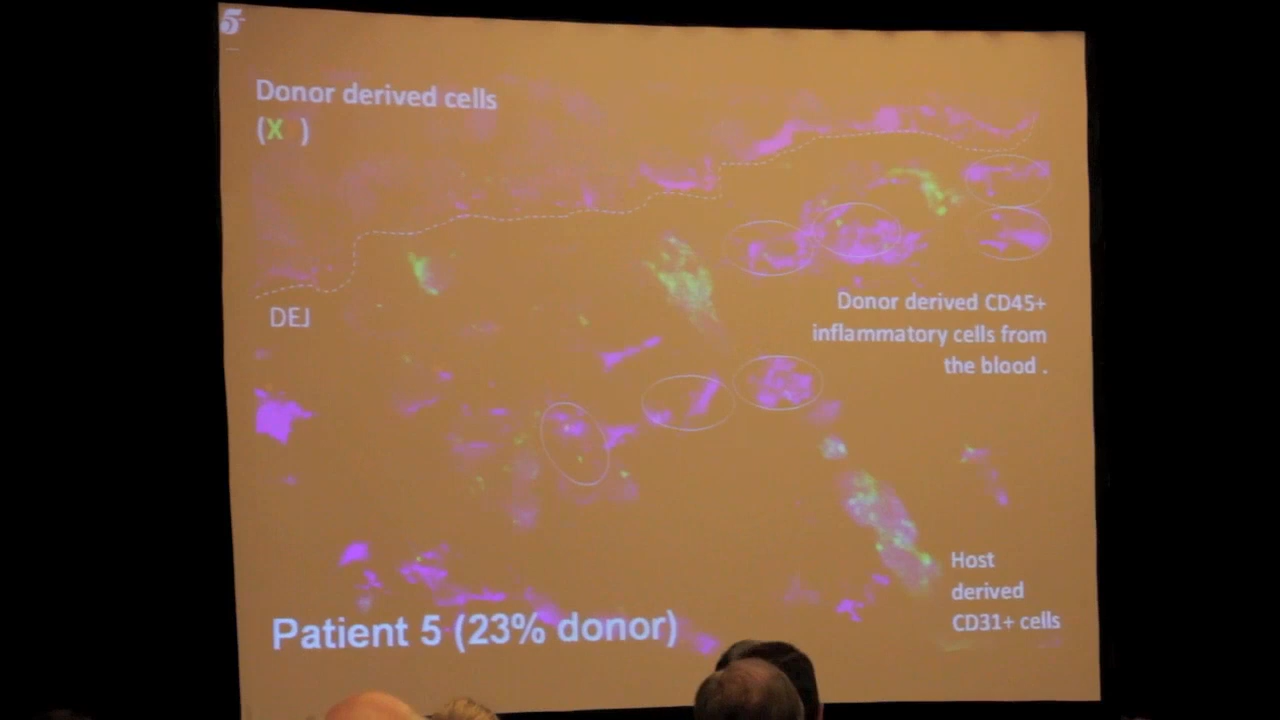 5
Donor derived cells
(X )
DEJ
Donor derived CD45+
inflammatory cells from
the blood .
Host
derived
CD31+ cells
Patient 5 (23% donor)